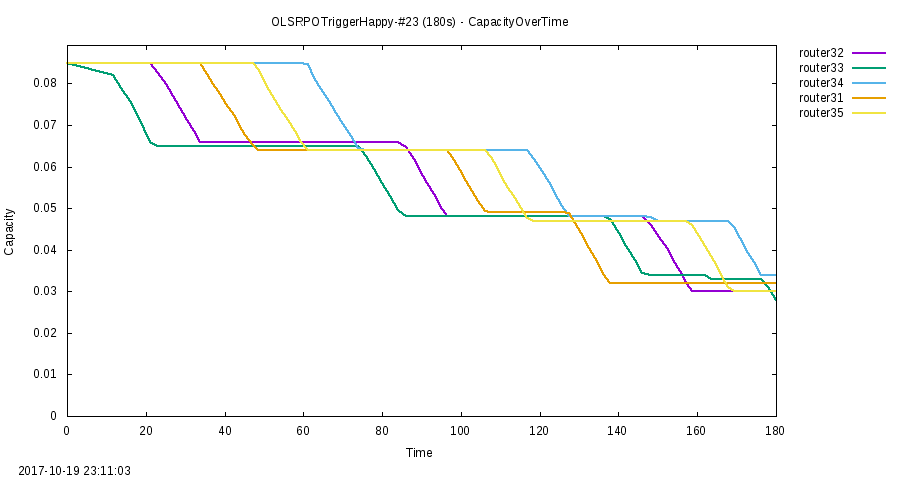 OLSRPOTriggerHappy-#23 (180s) - CapacityOverTime
router32
router33
router34
router31
router35
0.08
0.07
0.06
0.05
0.04
0.03
0.02
0.01
0
Capacity
0 20 40 60 80 100 120 140 160 180
Time
2017-10-19 23:11:03